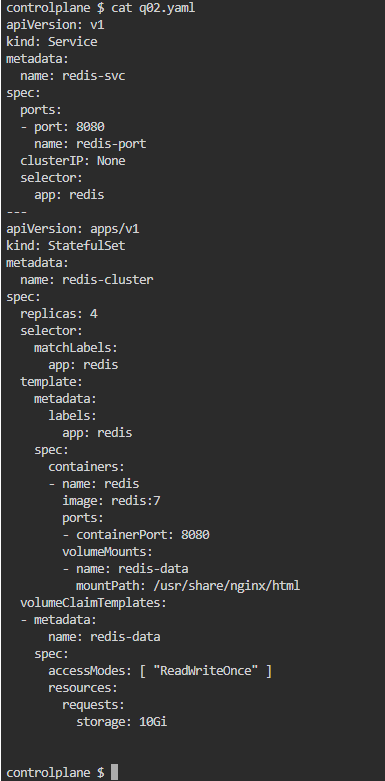 controlplane $ cat q02.yaml
apiVersion: v1
kind: Service
metadata:
  name: redis-svc
spec:
  ports:
  - port: 8080
    name: redis-port
  clusterIP: None
  selector:
    app: redis
---
apiVersion: apps/v1
kind: StatefulSet
metadata:
  name: redis-cluster
spec:
  replicas: 4
  selector:
    matchLabels:
      app: redis
  template:
    metadata:
      labels:
        app: redis
    spec:
      containers:
      - name: redis
        image: redis:7
        ports:
        - containerPort: 8080
        volumeMounts:
        - name: redis-data
          mountPath: /usr/share/nginx/html
  volumeClaimTemplates:
  - metadata:
      name: redis-data
    spec:
      accessModes: [ "ReadWriteOnce" ]
      resources:
        requests:
          storage: 10Gi
controlplane $